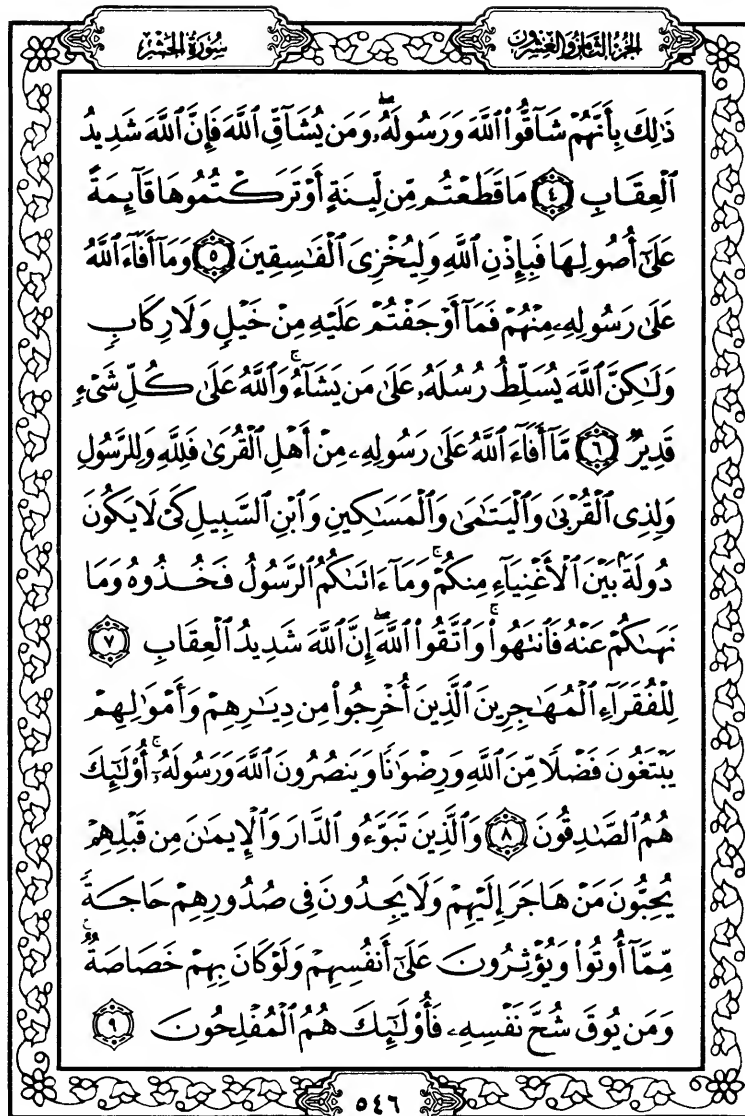 سُورَةُ الحَشۡرِ
الجُزۡءُ الثَّامِنُ وَالعِشۡرُونَ
ذَٰلِكَ بِأَنَّهُمۡ شَآقُّواْ ٱللَّهَ وَرَسُولَهُۥۖ وَمَن يُشَآقِّ ٱللَّهَ فَإِنَّ ٱللَّهَ شَدِيدُ
ٱلۡعِقَابِ ٤ مَا قَطَعۡتُم مِّن لِّينَةٍ أَوۡ تَرَكۡتُمُوهَا قَآئِمَةً
عَلَىٰٓ أُصُولِهَا فَبِإِذۡنِ ٱللَّهِ وَلِيُخۡزِيَ ٱلۡفَٰسِقِينَ ٥ وَمَآ أَفَآءَ ٱللَّهُ
عَلَىٰ رَسُولِهِۦ مِنۡهُمۡ فَمَآ أَوۡجَفۡتُمۡ عَلَيۡهِ مِنۡ خَيۡلٖ وَلَا رِكَابٖ
وَلَٰكِنَّ ٱللَّهَ يُسَلِّطُ رُسُلَهُۥ عَلَىٰ مَن يَشَآءُۚ وَٱللَّهُ عَلَىٰ كُلِّ شَيۡءٖ
قَدِيرٞ ٦ مَّآ أَفَآءَ ٱللَّهُ عَلَىٰ رَسُولِهِۦ مِنۡ أَهۡلِ ٱلۡقُرَىٰ فَلِلَّهِ وَلِلرَّسُولِ
وَلِذِي ٱلۡقُرۡبَىٰ وَٱلۡيَتَٰمَىٰ وَٱلۡمَسَٰكِينِ وَٱبۡنِ ٱلسَّبِيلِ كَيۡ لَا يَكُونَ
دُولَةَۢ بَيۡنَ ٱلۡأَغۡنِيَآءِ مِنكُمۡۚ وَمَآ ءَاتَىٰكُمُ ٱلرَّسُولُ فَخُذُوهُ وَمَا
نَهَىٰكُمۡ عَنۡهُ فَٱنتَهُواْۚ وَٱتَّقُواْ ٱللَّهَۖ إِنَّ ٱللَّهَ شَدِيدُ ٱلۡعِقَابِ ٧
لِلۡفُقَرَآءِ ٱلۡمُهَٰجِرِينَ ٱلَّذِينَ أُخۡرِجُواْ مِن دِيَٰرِهِمۡ وَأَمۡوَٰلِهِمۡ
يَبۡتَغُونَ فَضۡلٗا مِّنَ ٱللَّهِ وَرِضۡوَٰنٗا وَيَنصُرُونَ ٱللَّهَ وَرَسُولَهُۥٓۚ أُوْلَٰٓئِكَ
هُمُ ٱلصَّٰدِقُونَ ٨ وَٱلَّذِينَ تَبَوَّءُو ٱلدَّارَ وَٱلۡإِيمَٰنَ مِن قَبۡلِهِمۡ
يُحِبُّونَ مَنۡ هَاجَرَ إِلَيۡهِمۡ وَلَا يَجِدُونَ فِي صُدُورِهِمۡ حَاجَةٗ
مِّمَّآ أُوتُواْ وَيُؤۡثِرُونَ عَلَىٰٓ أَنفُسِهِمۡ وَلَوۡ كَانَ بِهِمۡ خَصَاصَةٞۚ
وَمَن يُوقَ شُحَّ نَفۡسِهِۦ فَأُوْلَٰٓئِكَ هُمُ ٱلۡمُفۡلِحُونَ ٩
٥٤٦